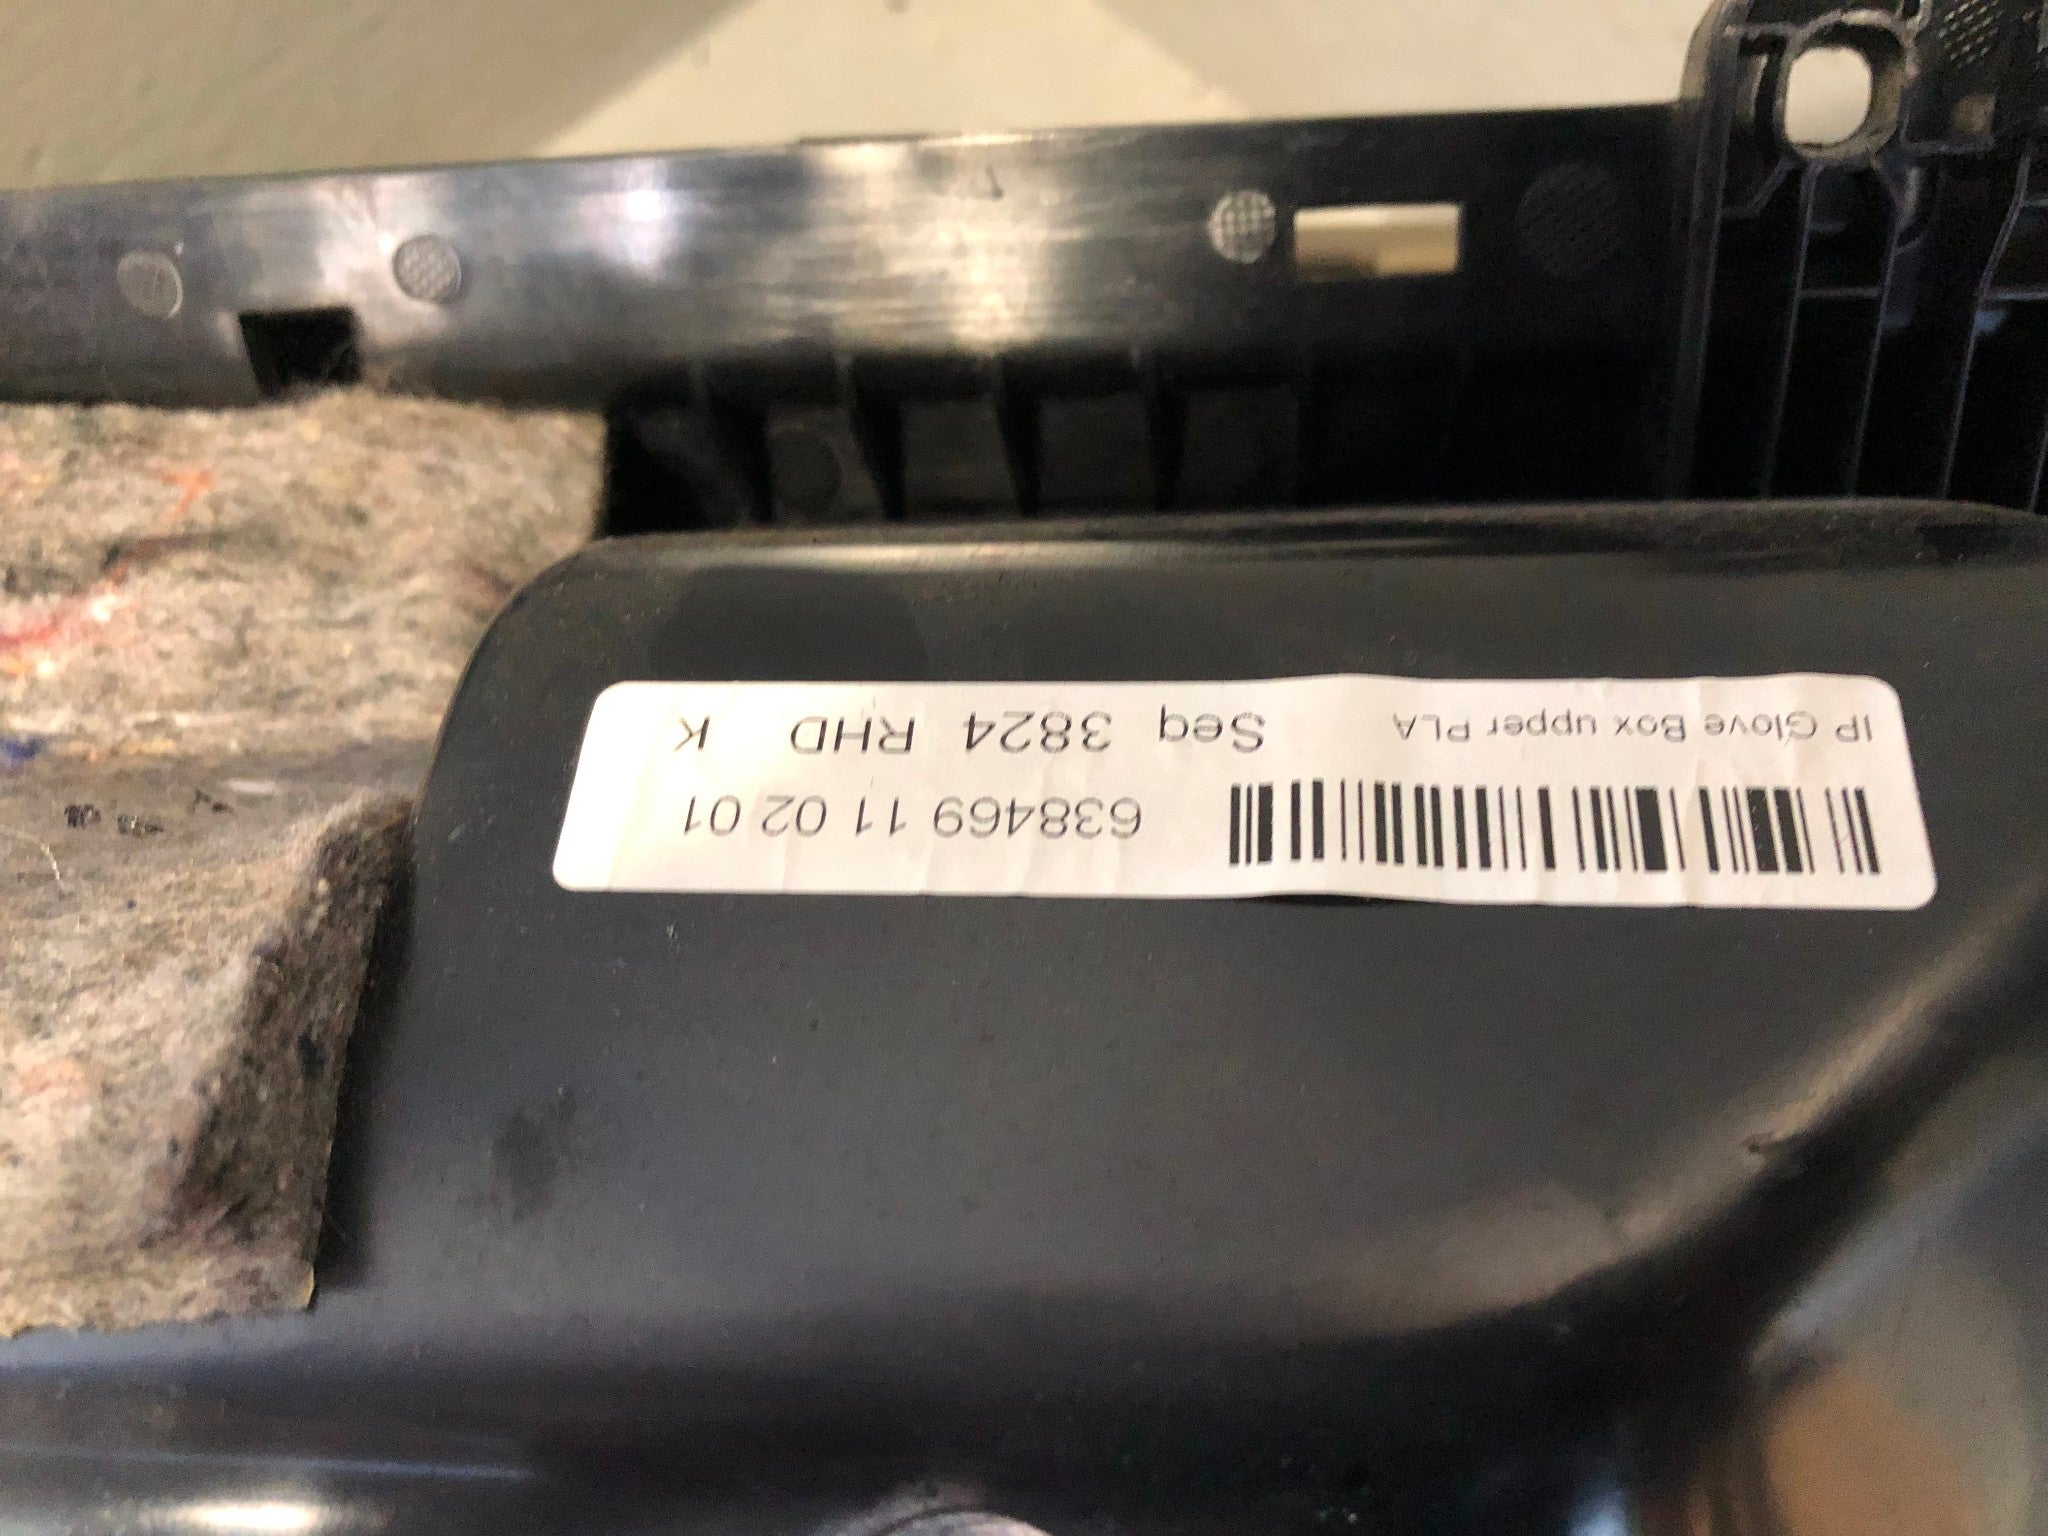 638469 11 02 01
IP Glove Box upper PLA Seq 3824 RHD K